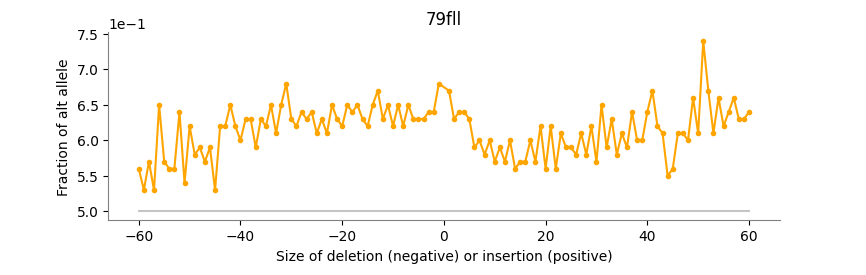 79fll
1e−1
7.5
7.0
6.5
6.0
5.5
5.0
Fraction of alt allele
−60 −40 −20 0 20 40 60
Size of deletion (negative) or insertion (positive)